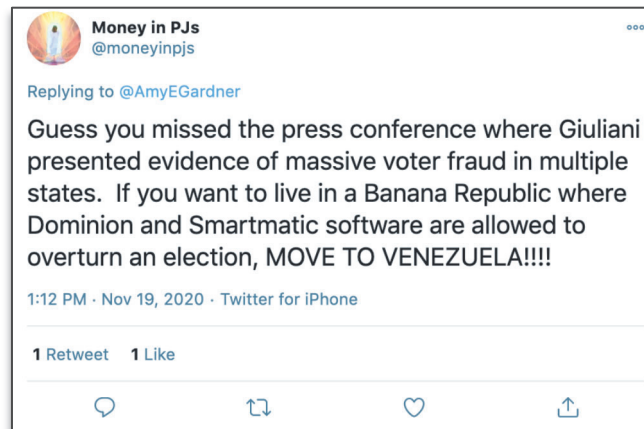 Money in PJs
@moneyinpjs
Replying to @AmyEGardner
Guess you missed the press conference where Giuliani
presented evidence of massive voter fraud in multiple
states.  If you want to live in a Banana Republic where
Dominion and Smartmatic software are allowed to
overturn an election, MOVE TO VENEZUELA!!!!
1:12 PM · Nov 19, 2020 · Twitter for iPhone
1 Retweet 1 Like